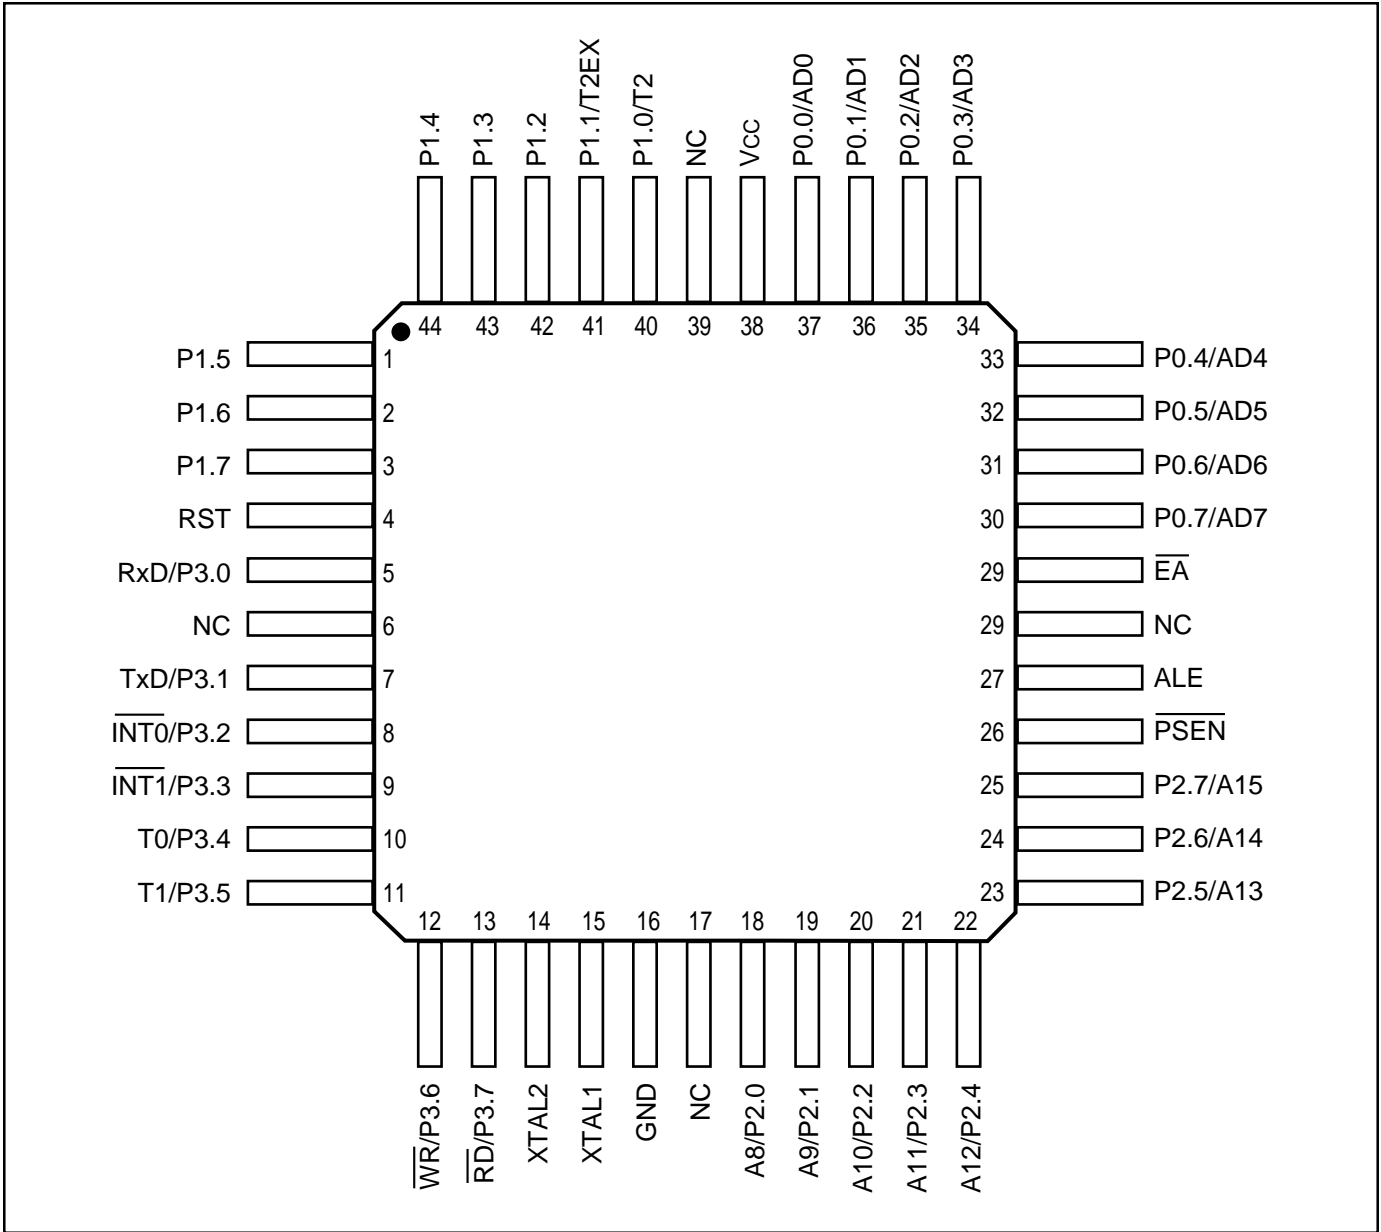 P1.4
P1.3
P1.2
P1.1/T2EX
P1.0/T2
NC
VCC
P0.0/AD0
P0.1/AD1
P0.2/AD2
P0.3/AD3
44 43 42 41 40 39 38 37 36 35 34
P1.5 1
33 P0.4/AD4
P1.6 2
32 P0.5/AD5
P1.7 3
31 P0.6/AD6
RST 4
30 P0.7/AD7
RxD/P3.0 5
29 EA
NC 6
29 NC
TxD/P3.1 7
27 ALE
INT0/P3.2 8
26 PSEN
INT1/P3.3 9
25 P2.7/A15
T0/P3.4 10
24 P2.6/A14
T1/P3.5 11
23 P2.5/A13
12 13 14 15 16 17 18 19 20 21 22
WR/P3.6
RD/P3.7
XTAL2
XTAL1
GND
NC
A8/P2.0
A9/P2.1
A10/P2.2
A11/P2.3
A12/P2.4